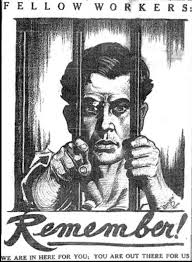 FELLOW WORKERS:
Remember!
WE ARE IN HERE FOR YOU; YOU ARE OUT THERE FOR US